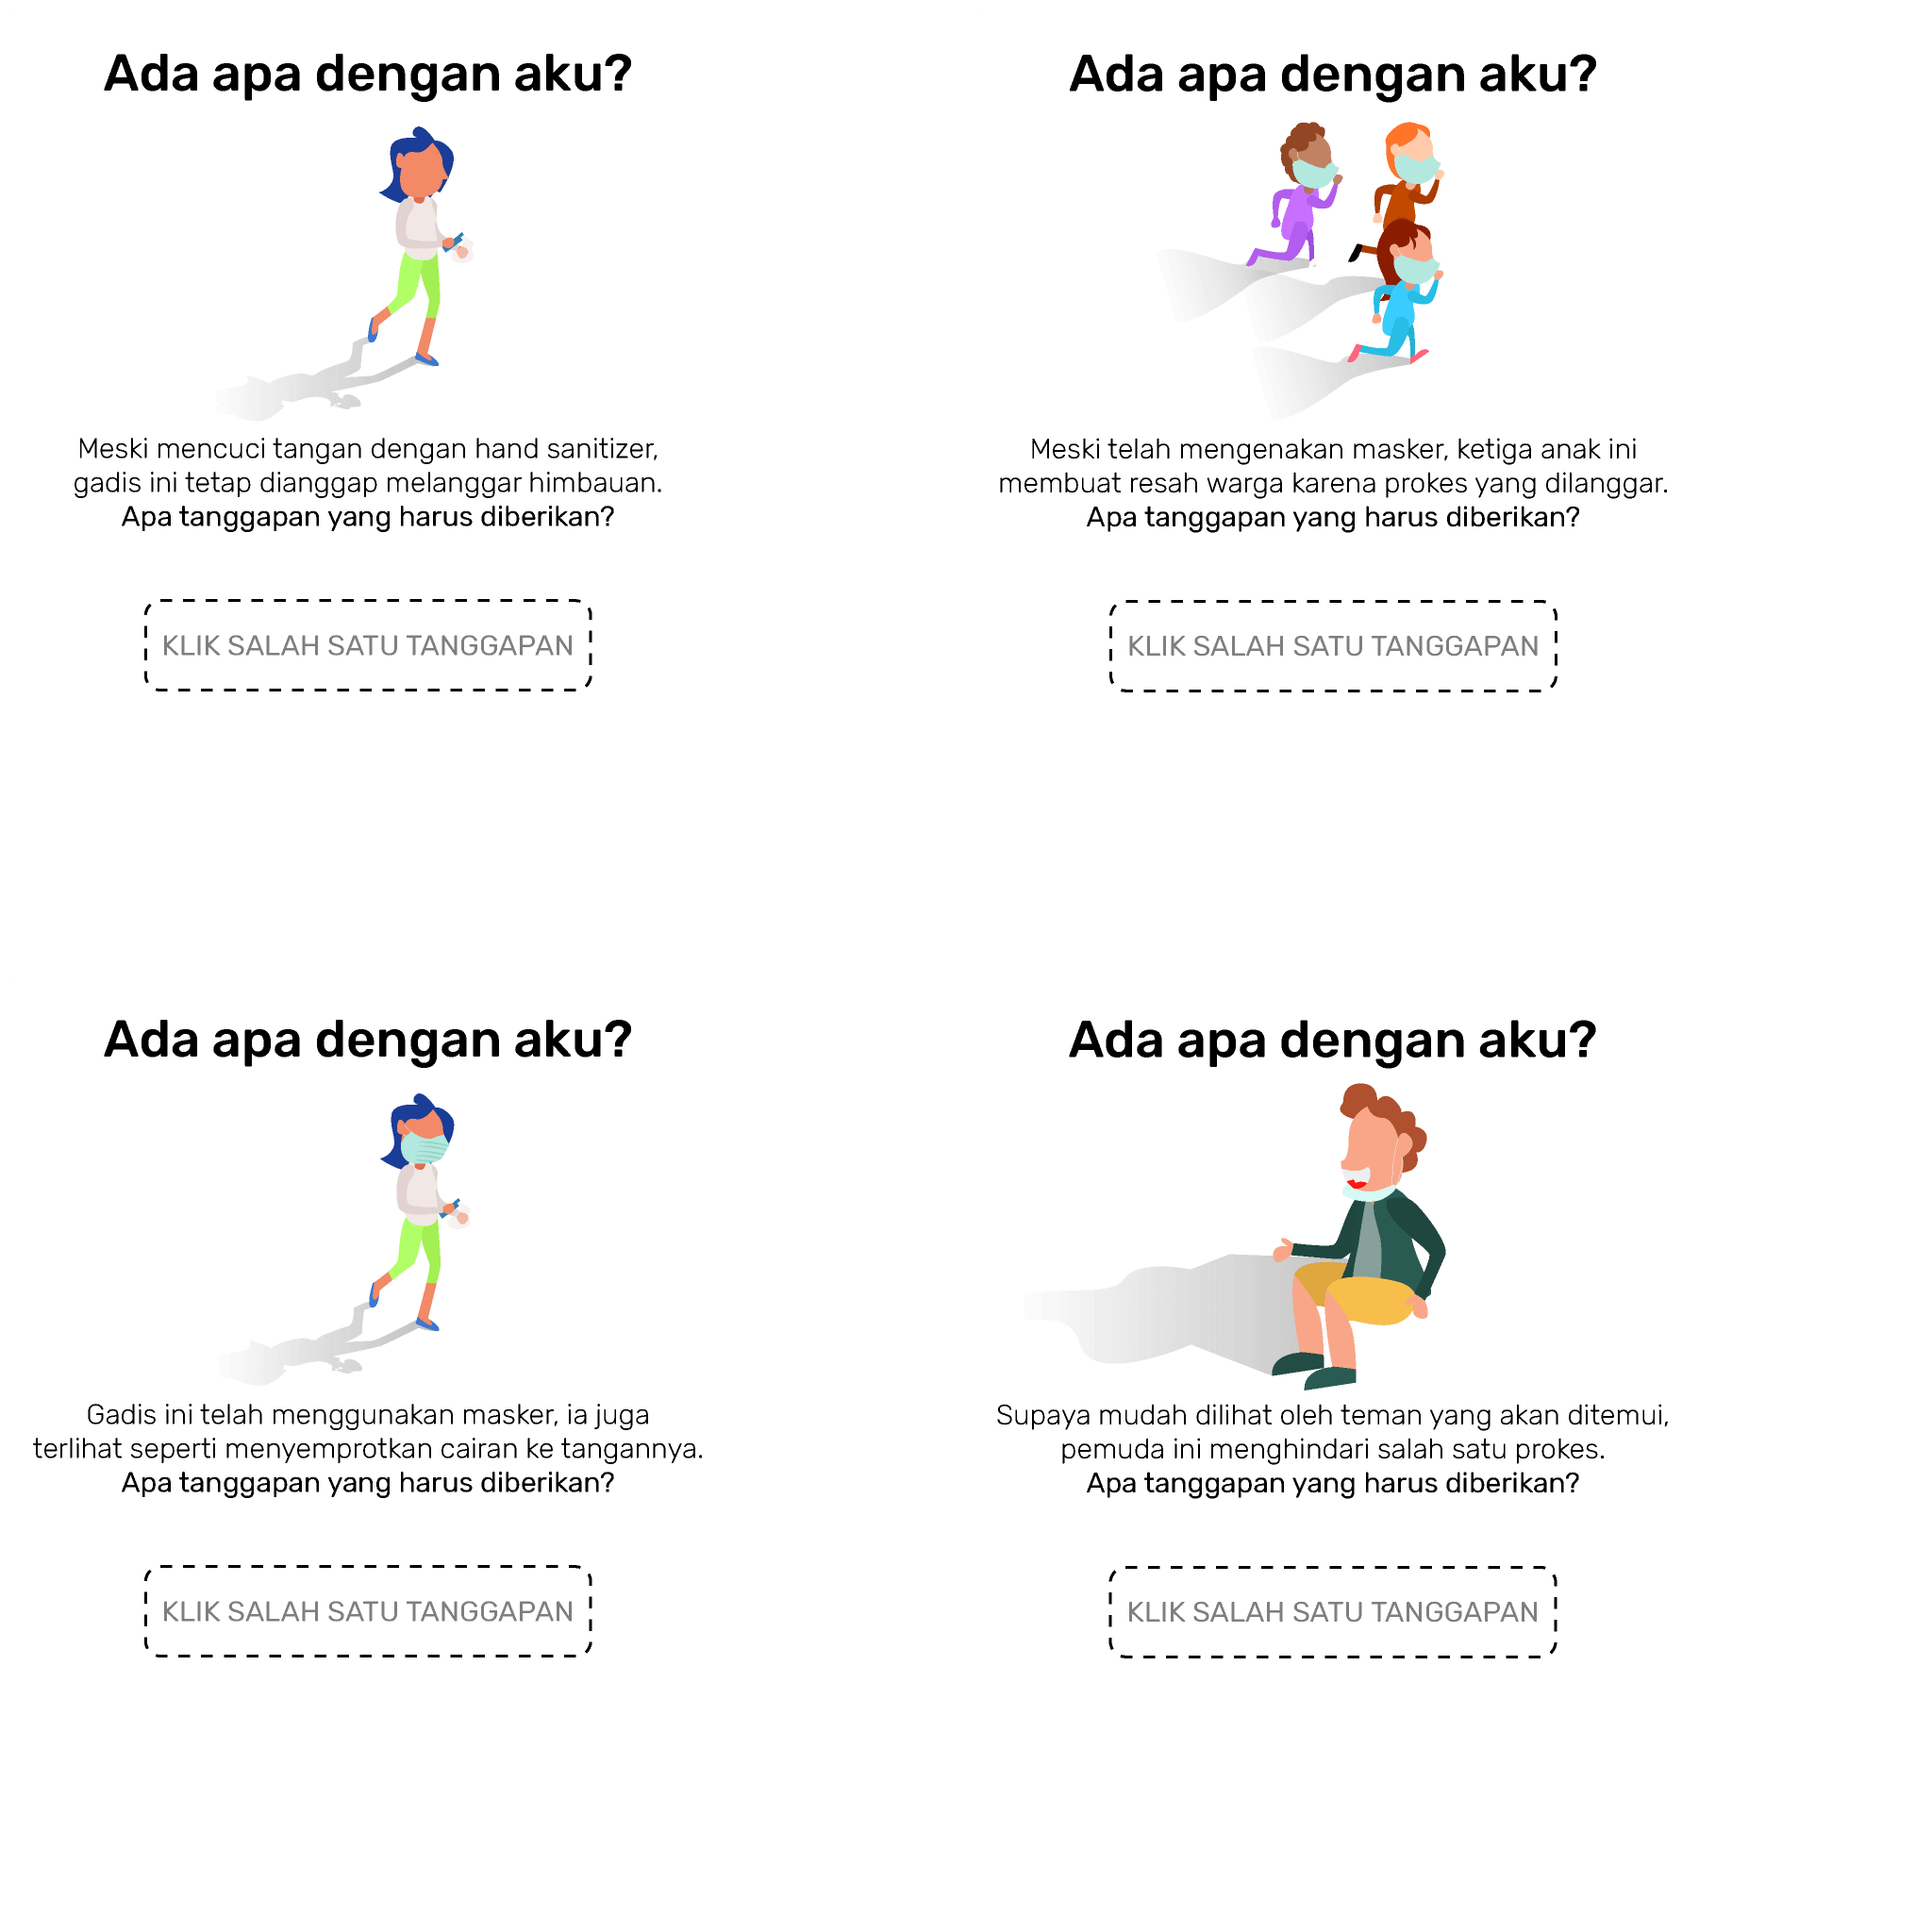 Ada apa dengan aku?
Meski mencuci tangan dengan hand sanitizer,
gadis ini tetap dianggap melanggar himbauan.
Apa tanggapan yang harus diberikan?
KLIK SALAH SATU TANGGAPAN
Ada apa dengan aku?
Meski telah mengenakan masker, ketiga anak ini
membuat resah warga karena prokes yang dilanggar.
Apa tanggapan yang harus diberikan?
KLIK SALAH SATU TANGGAPAN
Ada apa dengan aku?
Gadis ini telah menggunakan masker, ia juga
terlihat seperti menyemprotkan cairan ke tangannya.
Apa tanggapan yang harus diberikan?
KLIK SALAH SATU TANGGAPAN
Ada apa dengan aku?
Supaya mudah dilihat oleh teman yang akan ditemui,
pemuda ini menghindari salah satu prokes.
Apa tanggapan yang harus diberikan?
KLIK SALAH SATU TANGGAPAN